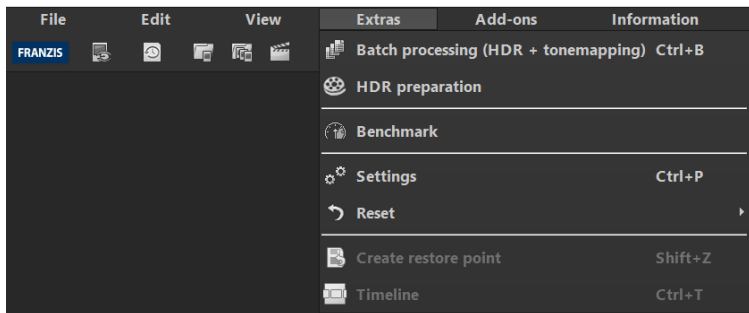 File Edit View Extras Add-ons Information
FRANZIS
Batch processing (HDR + tonemapping) Ctrl+B
HDR preparation
Benchmark
Settings Ctrl+P
Reset
Create restore point Shift+Z
Timeline Ctrl+T